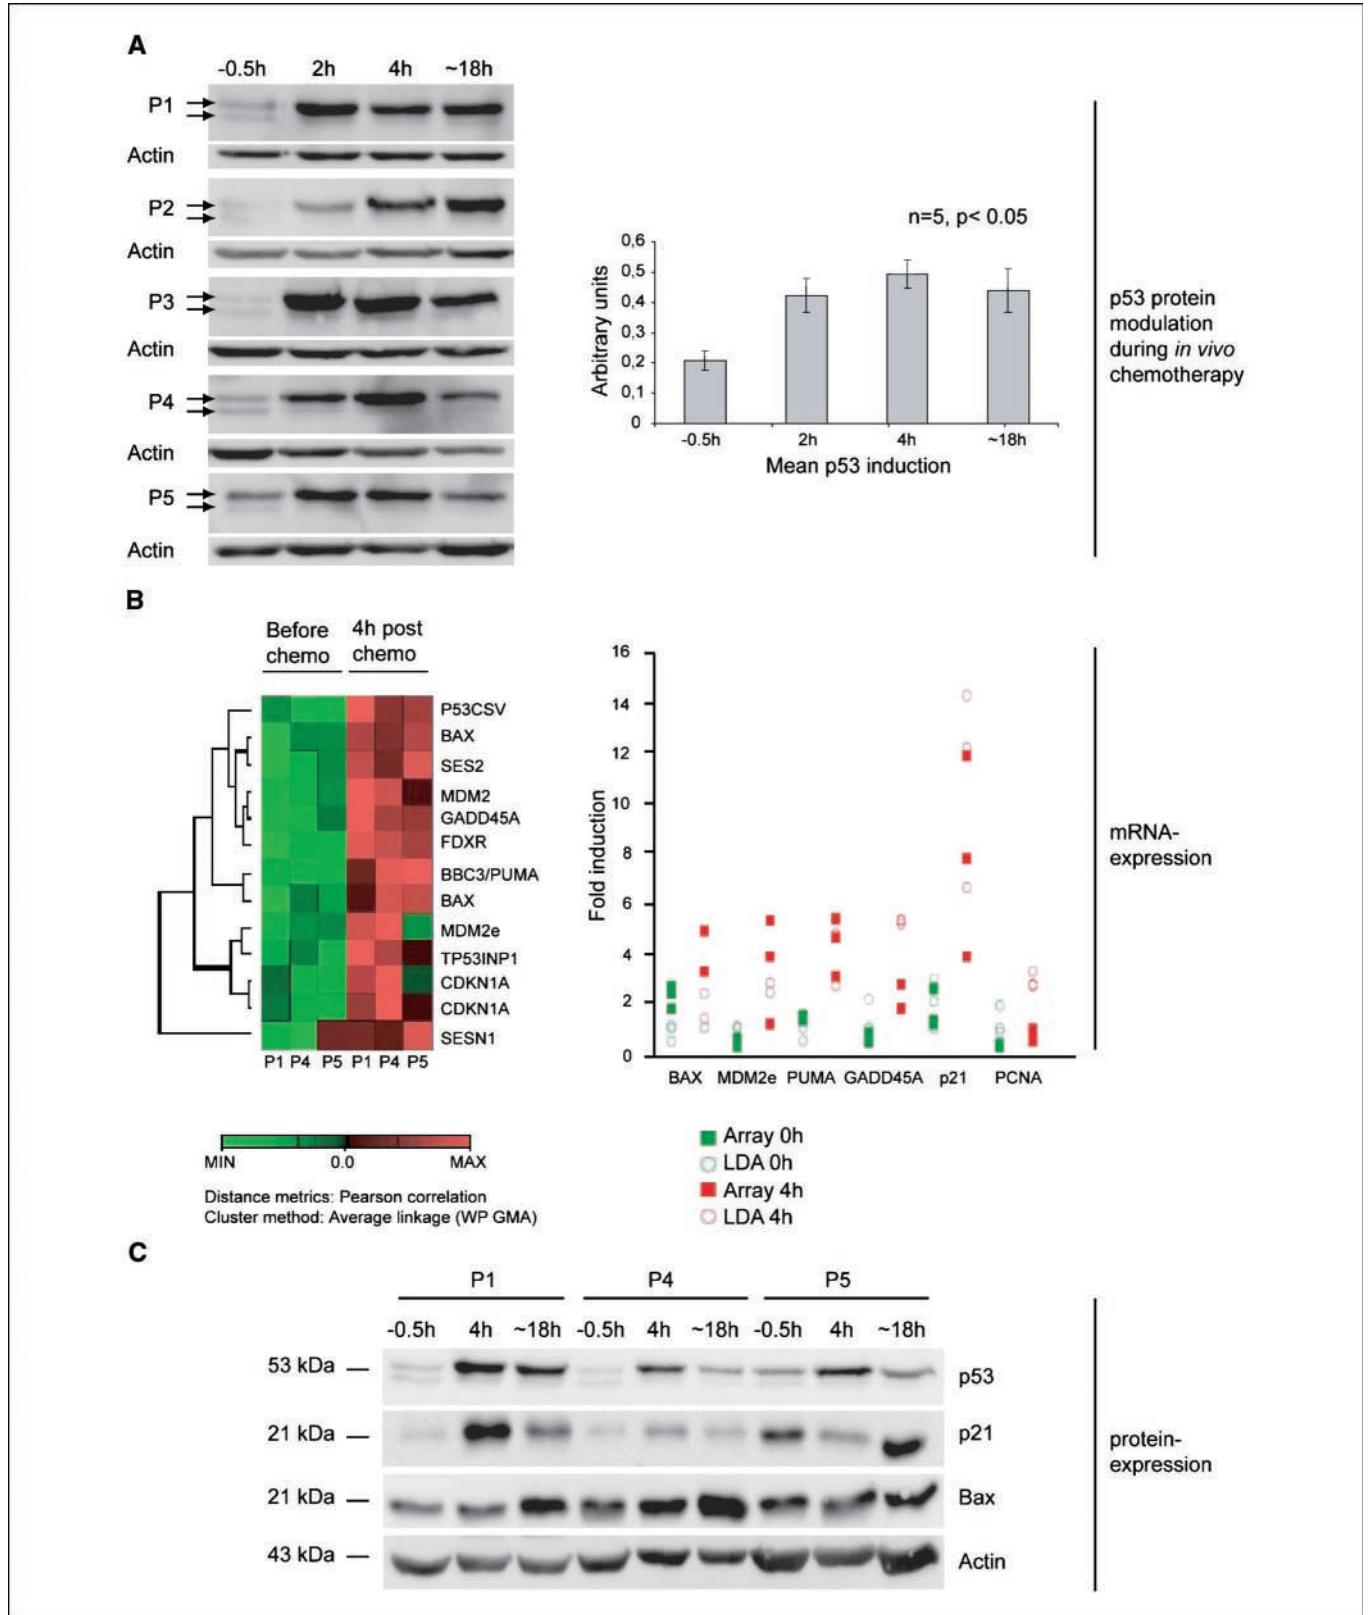 A
-0.5h 2h 4h ~18h
P1
Actin
P2
Actin
P3
Actin
P4
Actin
P5
Actin
n=5, p< 0.05
0,6
0,5
0,4
0,3
0,2
0,1
0
Arbitrary units
-0.5h 2h 4h ~18h
Mean p53 induction
p53 protein
modulation
during in vivo
chemotherapy
B
Before
chemo
4h post
chemo
P53CSV
BAX
SES2
MDM2
GADD45A
FDXR
BBC3/PUMA
BAX
MDM2e
TP53INP1
CDKN1A
CDKN1A
SESN1
P1 P4 P5 P1 P4 P5
MIN 0.0 MAX
Distance metrics: Pearson correlation
Cluster method: Average linkage (WP GMA)
16
14
12
10
8
6
4
2
0
Fold induction
BAX MDM2e PUMA GADD45A p21 PCNA
Array 0h
LDA 0h
Array 4h
LDA 4h
mRNA-
expression
C
P1 P4 P5
-0.5h 4h ~18h -0.5h 4h ~18h -0.5h 4h ~18h
53 kDa p53
21 kDa p21
21 kDa Bax
43 kDa Actin
protein-
expression